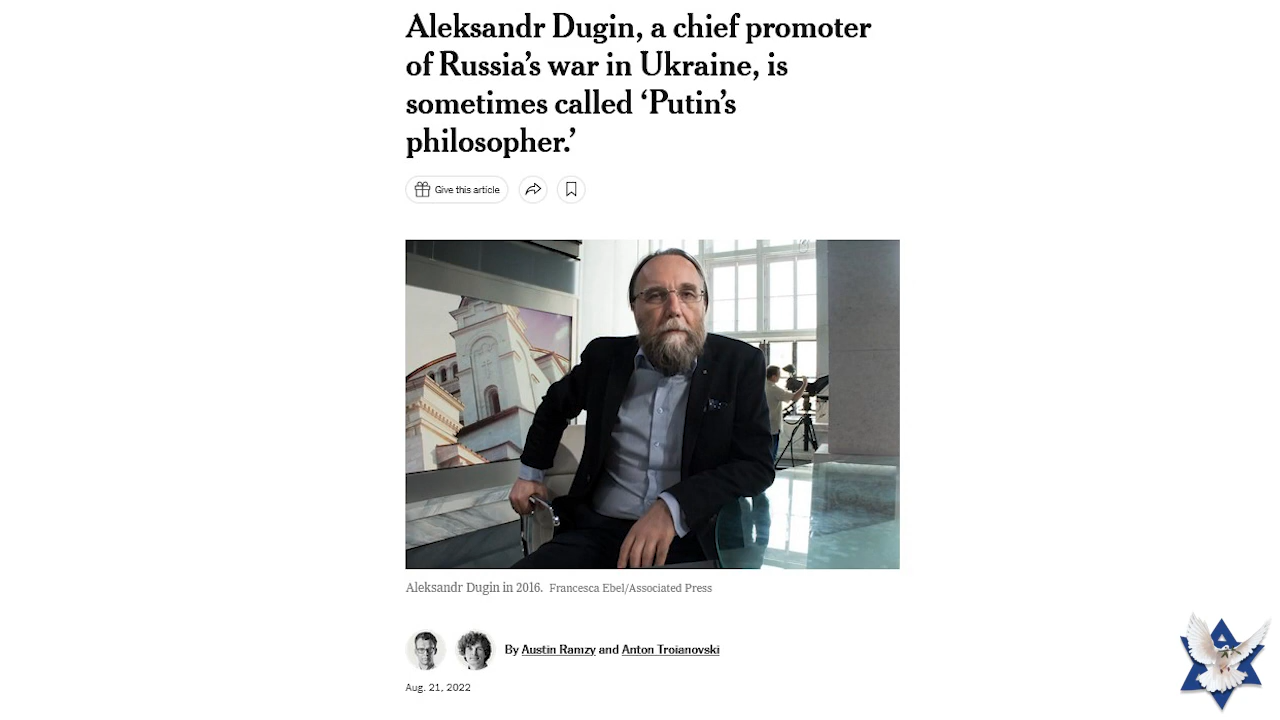 Aleksandr Dugin, a chief promoter
of Russia’s war in Ukraine, is
sometimes called ‘Putin’s
philosopher.’
Give this article
Aleksandr Dugin in 2016. Francesca Ebel/Associated Press
By Austin Ramzy and Anton Troianovski
Aug. 21, 2022